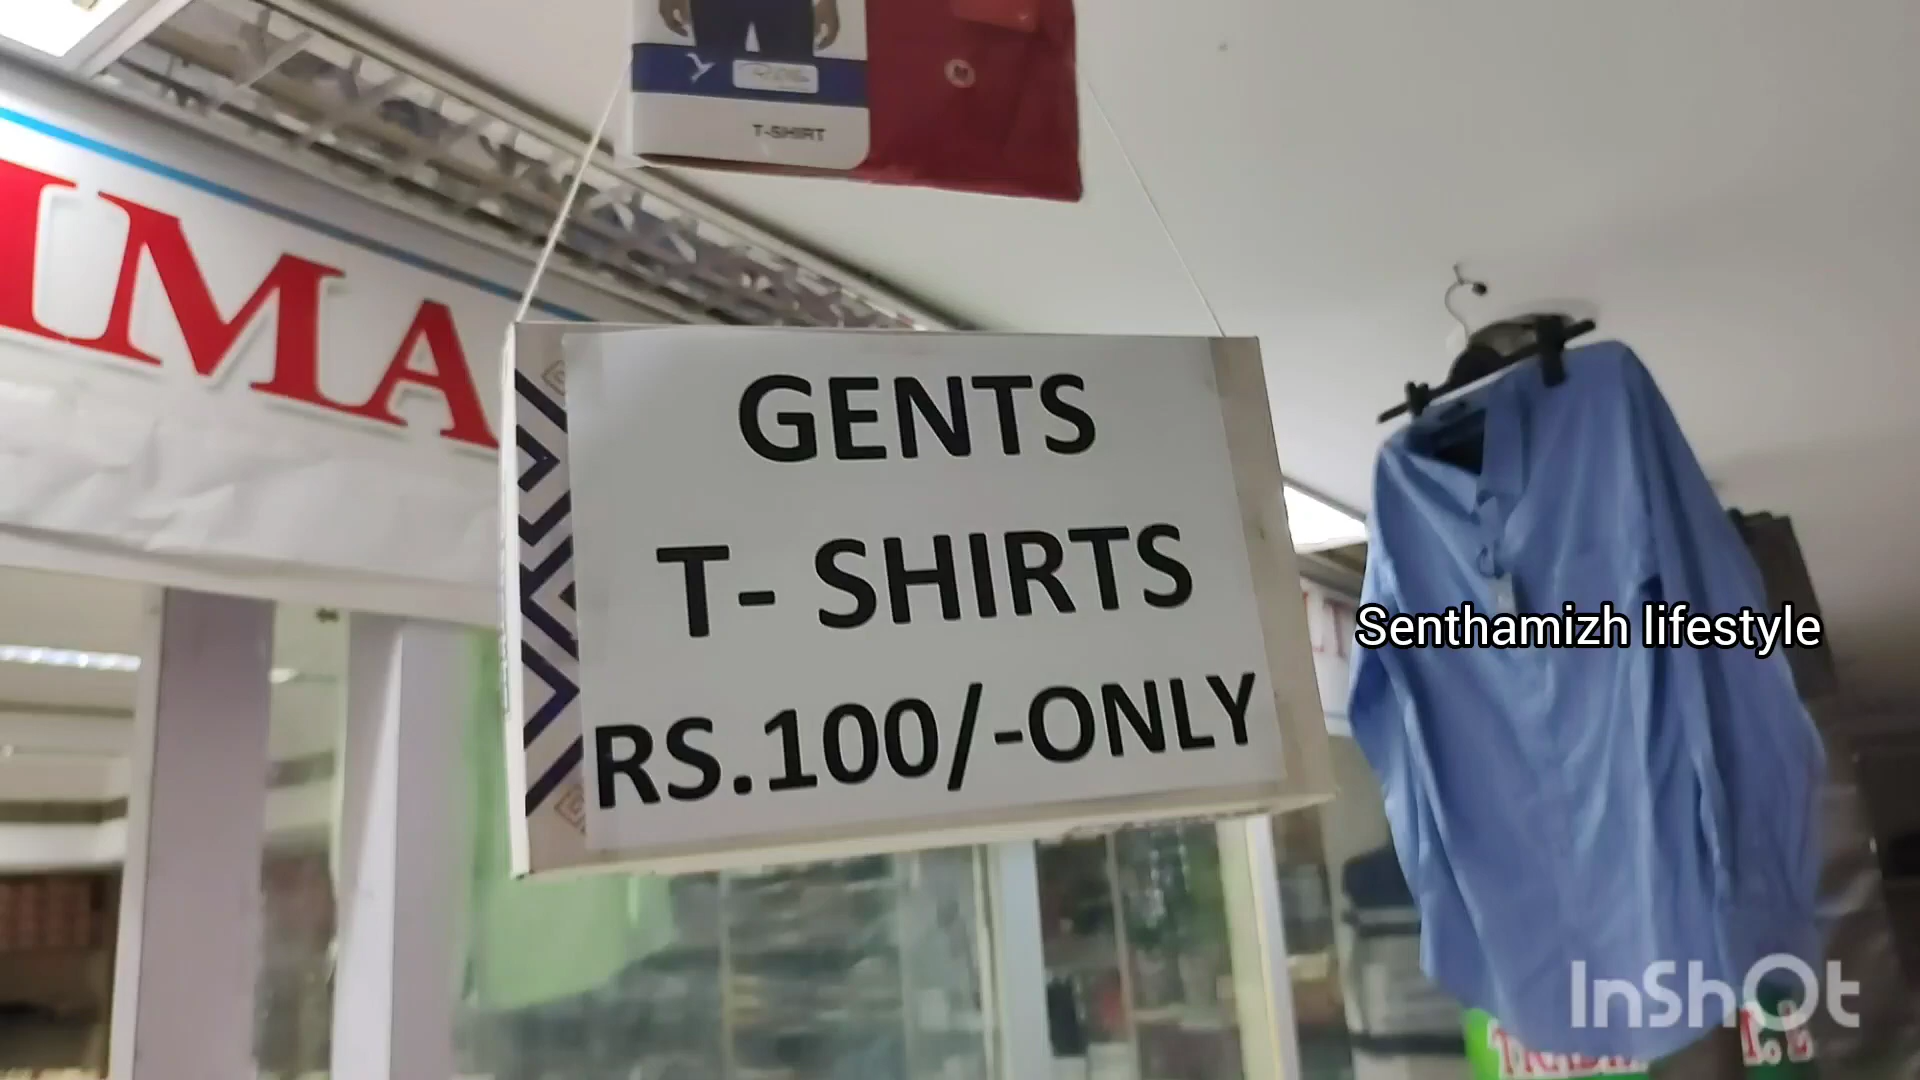 T-SHIRT
IMA
GENTS
T- SHIRTS
RS.100/-ONLY
Senthamizh lifestyle
InShOt